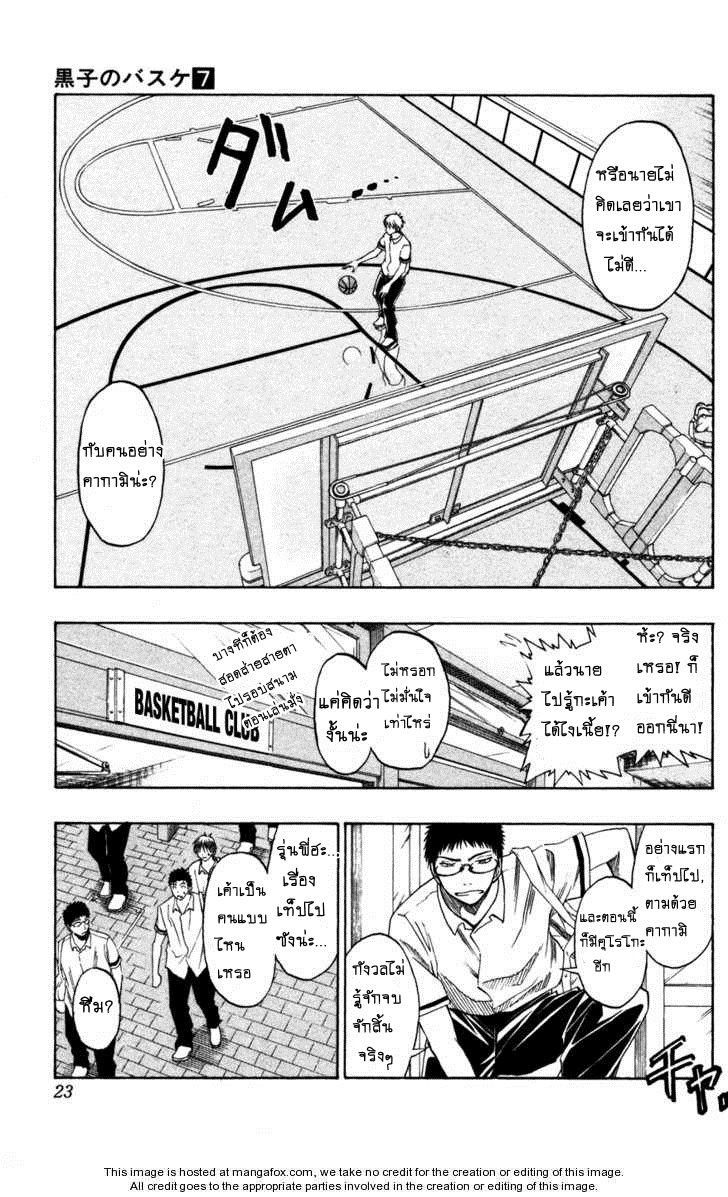 黒子のバスケ7
ダム…
หรือนายไม่
คิดเลยว่าเขา
จะเข้ากันได้
ไม่ดี...
กับคนอย่าง
คากามิน่ะ?
ห๊ะ? จริง
เหรอ! ก็
เข้ากันดี
ออกนี่นา!
แล้วนาย
ไปรู้กะเค้า
ได้ไงเนี้ย!?
ไม่หรอก
ไม่มั่นใจ
เท่าไหร่
แค่คิดว่า
งั้นน่ะ
บางทีก็ต้อง
สอดส่ายสายตา
ไปรอบสนาม
ตอนเล่นมั่ง
BASKETBALL CLUB
อย่างแรก
ก็เท็ปไป,
ตามด้วย
คากามิ
และตอนนี้
ก็มีคุโรโกะ
อีก
กังวลไม่
รู้จักจบ
จักสิ้น
จริงๆ
チャ..
รุ่นพี่ฮะ...
เรื่อง
เท็ปไป
ซังน่ะ...
เค้าเป็น
คนแบบ
ไหน
เหรอ
หืม?
23
This image is hosted at mangafox.com, we take no credit for the creation or editing of this image.
All credit goes to the appropriate parties involved in the creation or editing of this image.